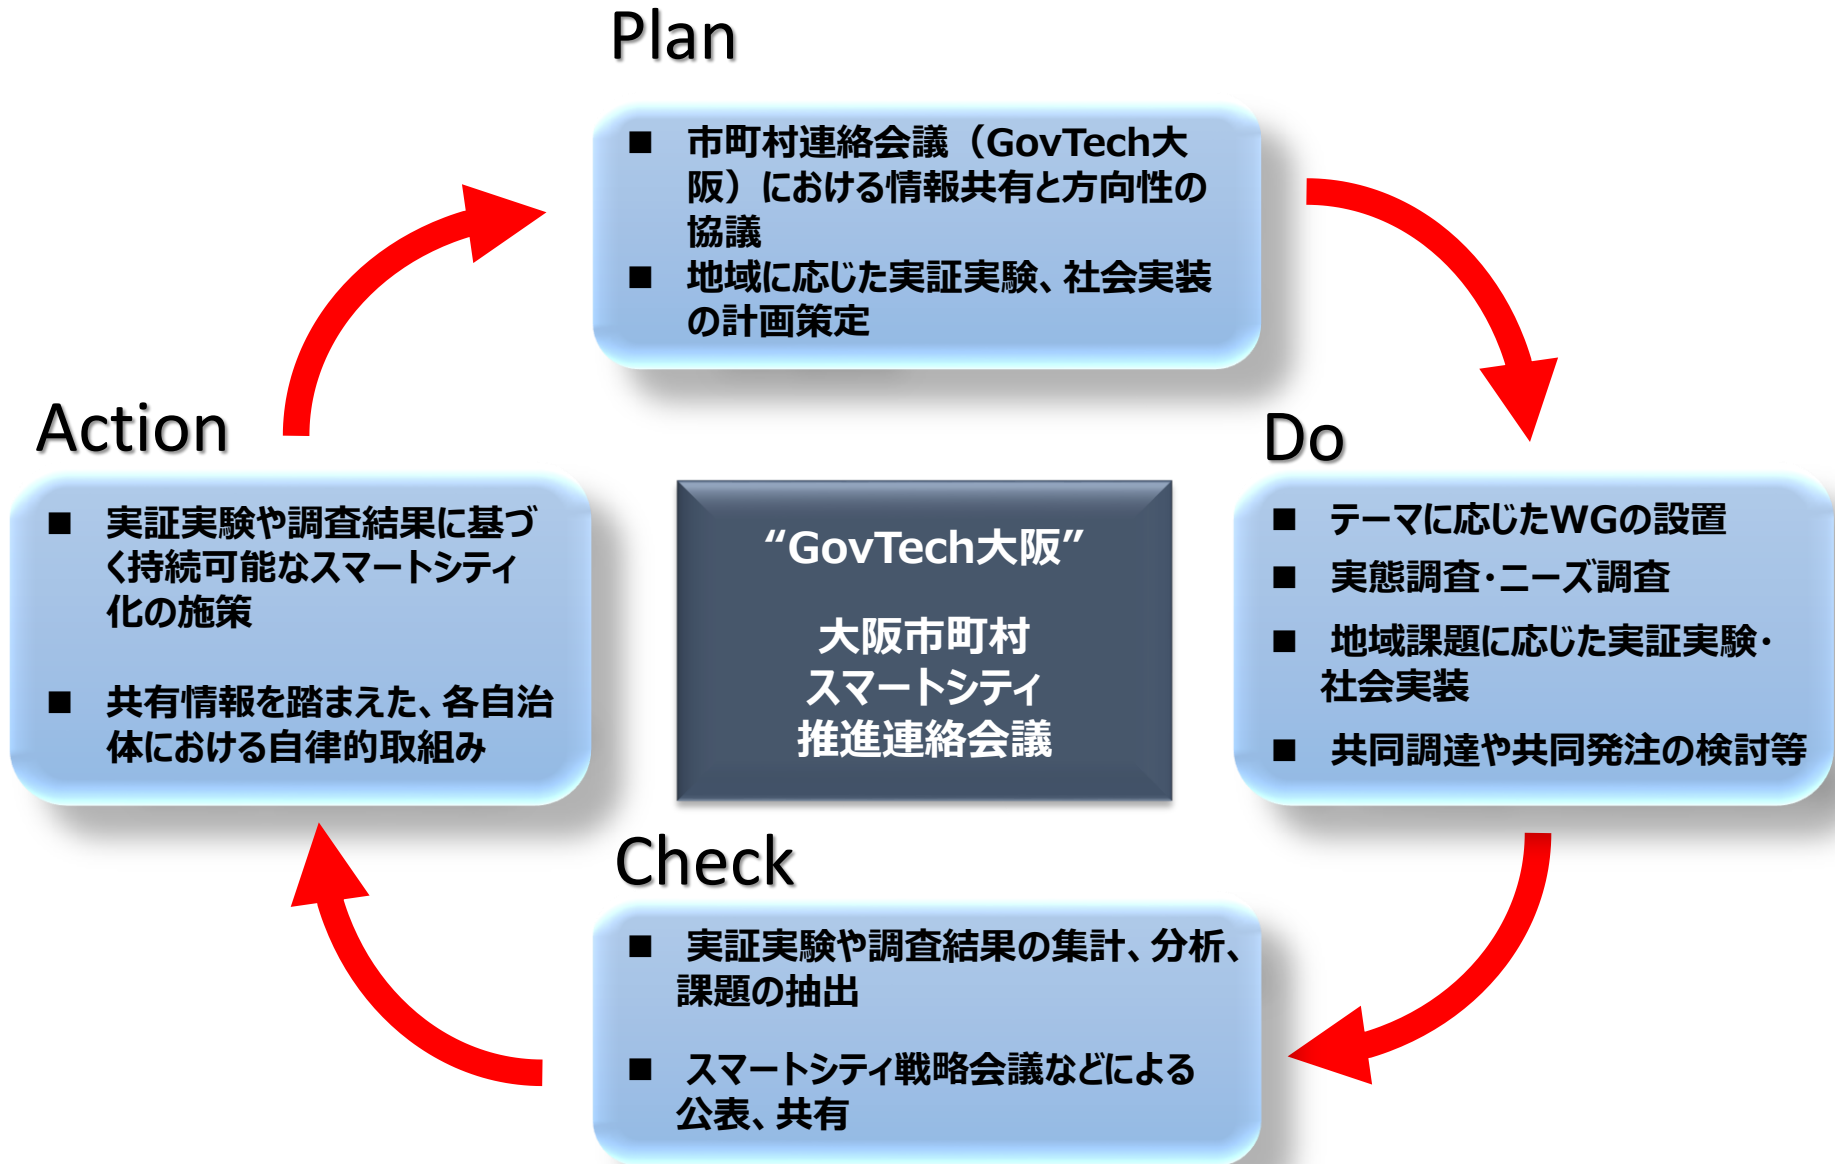 Plan
■ 市町村連絡会議（GovTech大
阪）における情報共有と方向性の
協議
■ 地域に応じた実証実験、社会実装
の計画策定
Do
■ テーマに応じたWGの設置
■ 実態調査・ニーズ調査
■ 地域課題に応じた実証実験・
社会実装
■ 共同調達や共同発注の検討等
Check
■ 実証実験や調査結果の集計、分析、
課題の抽出
■ スマートシティ戦略会議などによる
公表、共有
Action
■ 実証実験や調査結果に基づ
く持続可能なスマートシティ
化の施策
■ 共有情報を踏まえた、各自治
体における自律的取組み
“GovTech大阪”
大阪市町村
スマートシティ
推進連絡会議